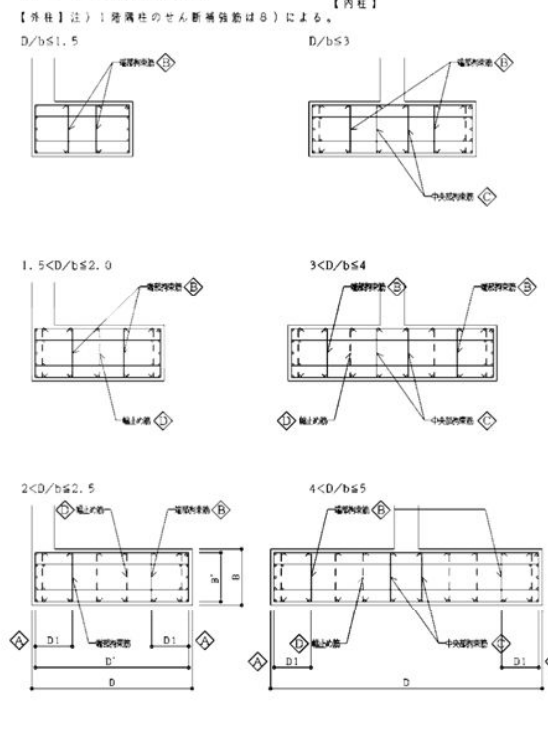 【内柱】
【外柱】注）1階隅柱のせん断補強筋は8）による。
D/b≦1.5
D/b≦3
端部拘束筋 B
端部拘束筋 B
中央部拘束筋 C
1.5<D/b≦2.0
3<D/b≦4
端部拘束筋 B
端部拘束筋 B
端部拘束筋 B
幅止め筋 D
D 幅止め筋
中央部拘束筋 C
2<D/b≦2.5
4<D/b≦5
D 幅止め筋
端部拘束筋 B
端部拘束筋 B
B'
B
A
D1
端部拘束筋
D1
A
D'
D
A
D1
D 幅止め筋
中央部拘束筋 C
D1
D